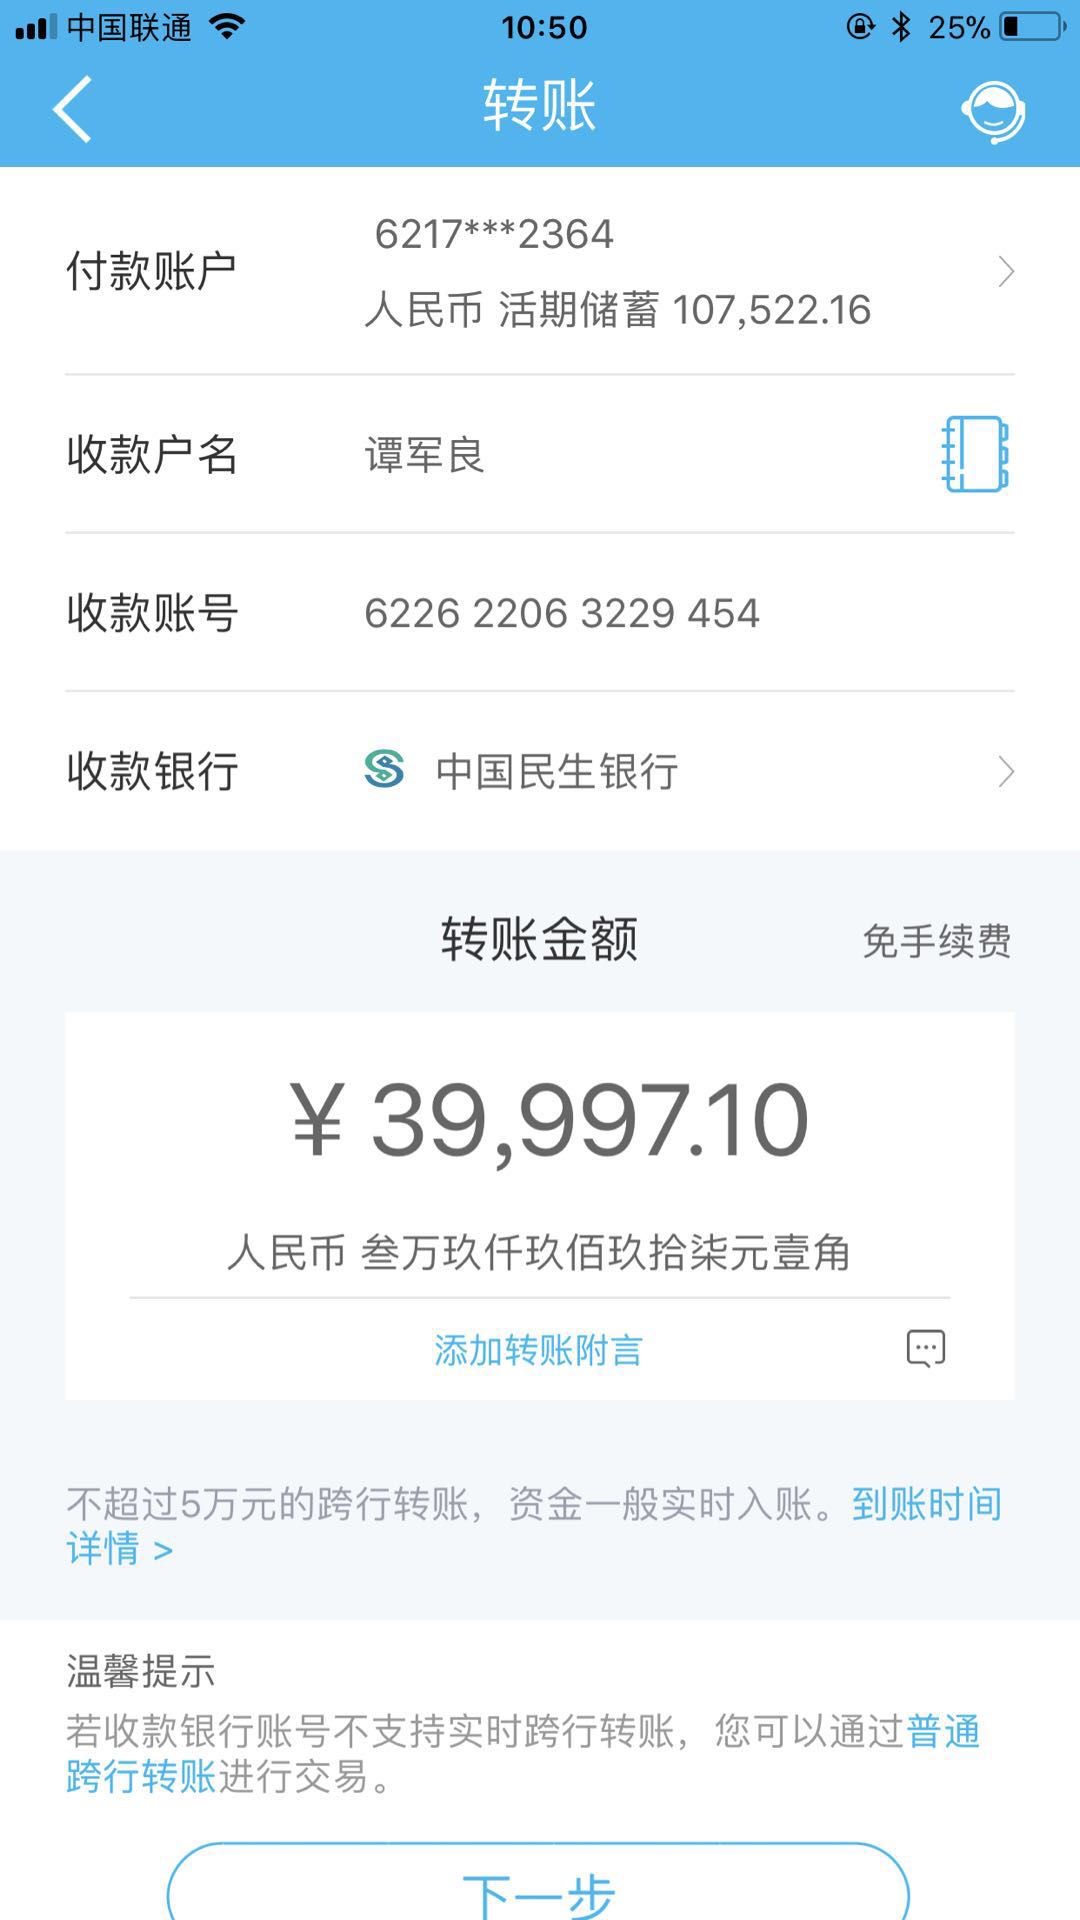 中国联通 10:50 25%
转账
付款账户 6217***2364
人民币 活期储蓄 107,522.16
收款户名 谭军良
收款账号 6226 2206 3229 454
收款银行 中国民生银行
转账金额 免手续费
¥ 39,997.10
人民币 叁万玖仟玖佰玖拾柒元壹角
添加转账附言
不超过5万元的跨行转账，资金一般实时入账。到账时间
详情 >
温馨提示
若收款银行账号不支持实时跨行转账，您可以通过普通
跨行转账进行交易。
下一步